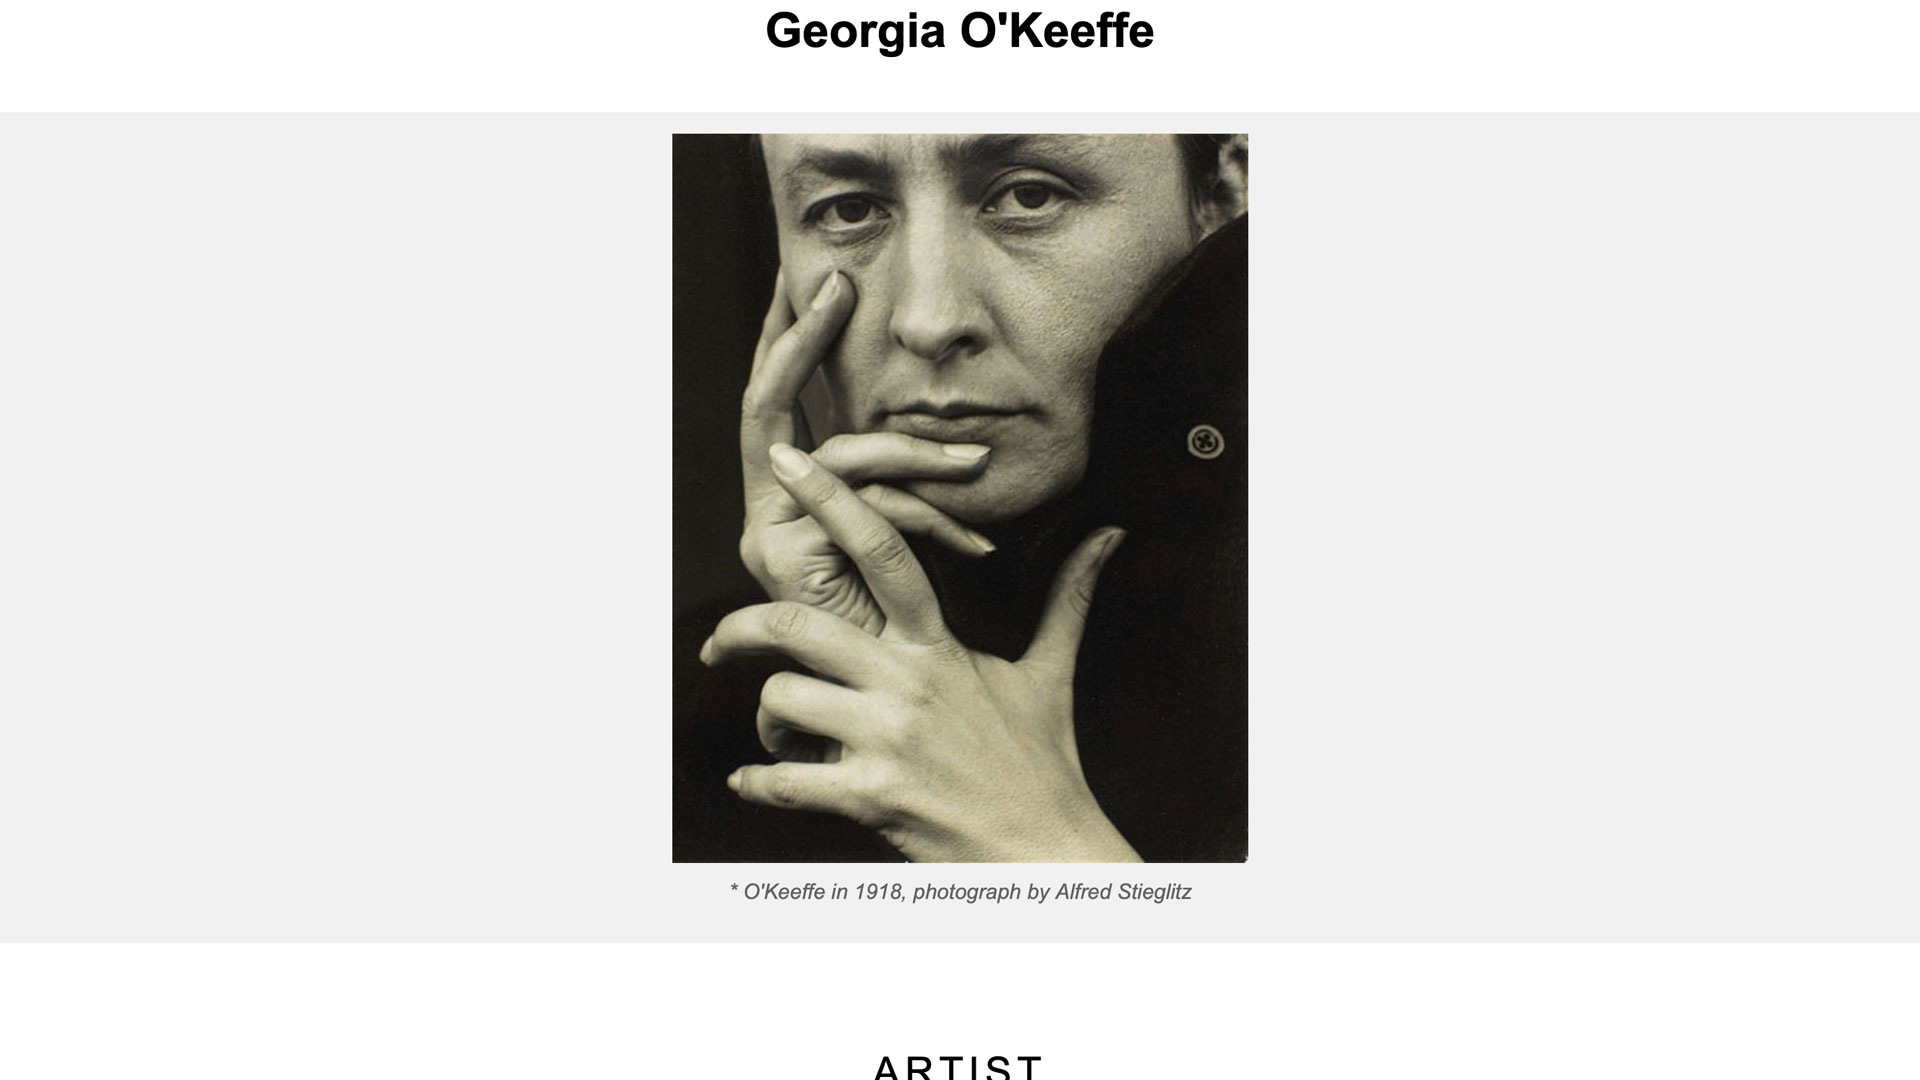 Georgia O'Keeffe
* O'Keeffe in 1918, photograph by Alfred Stieglitz
ARTIST